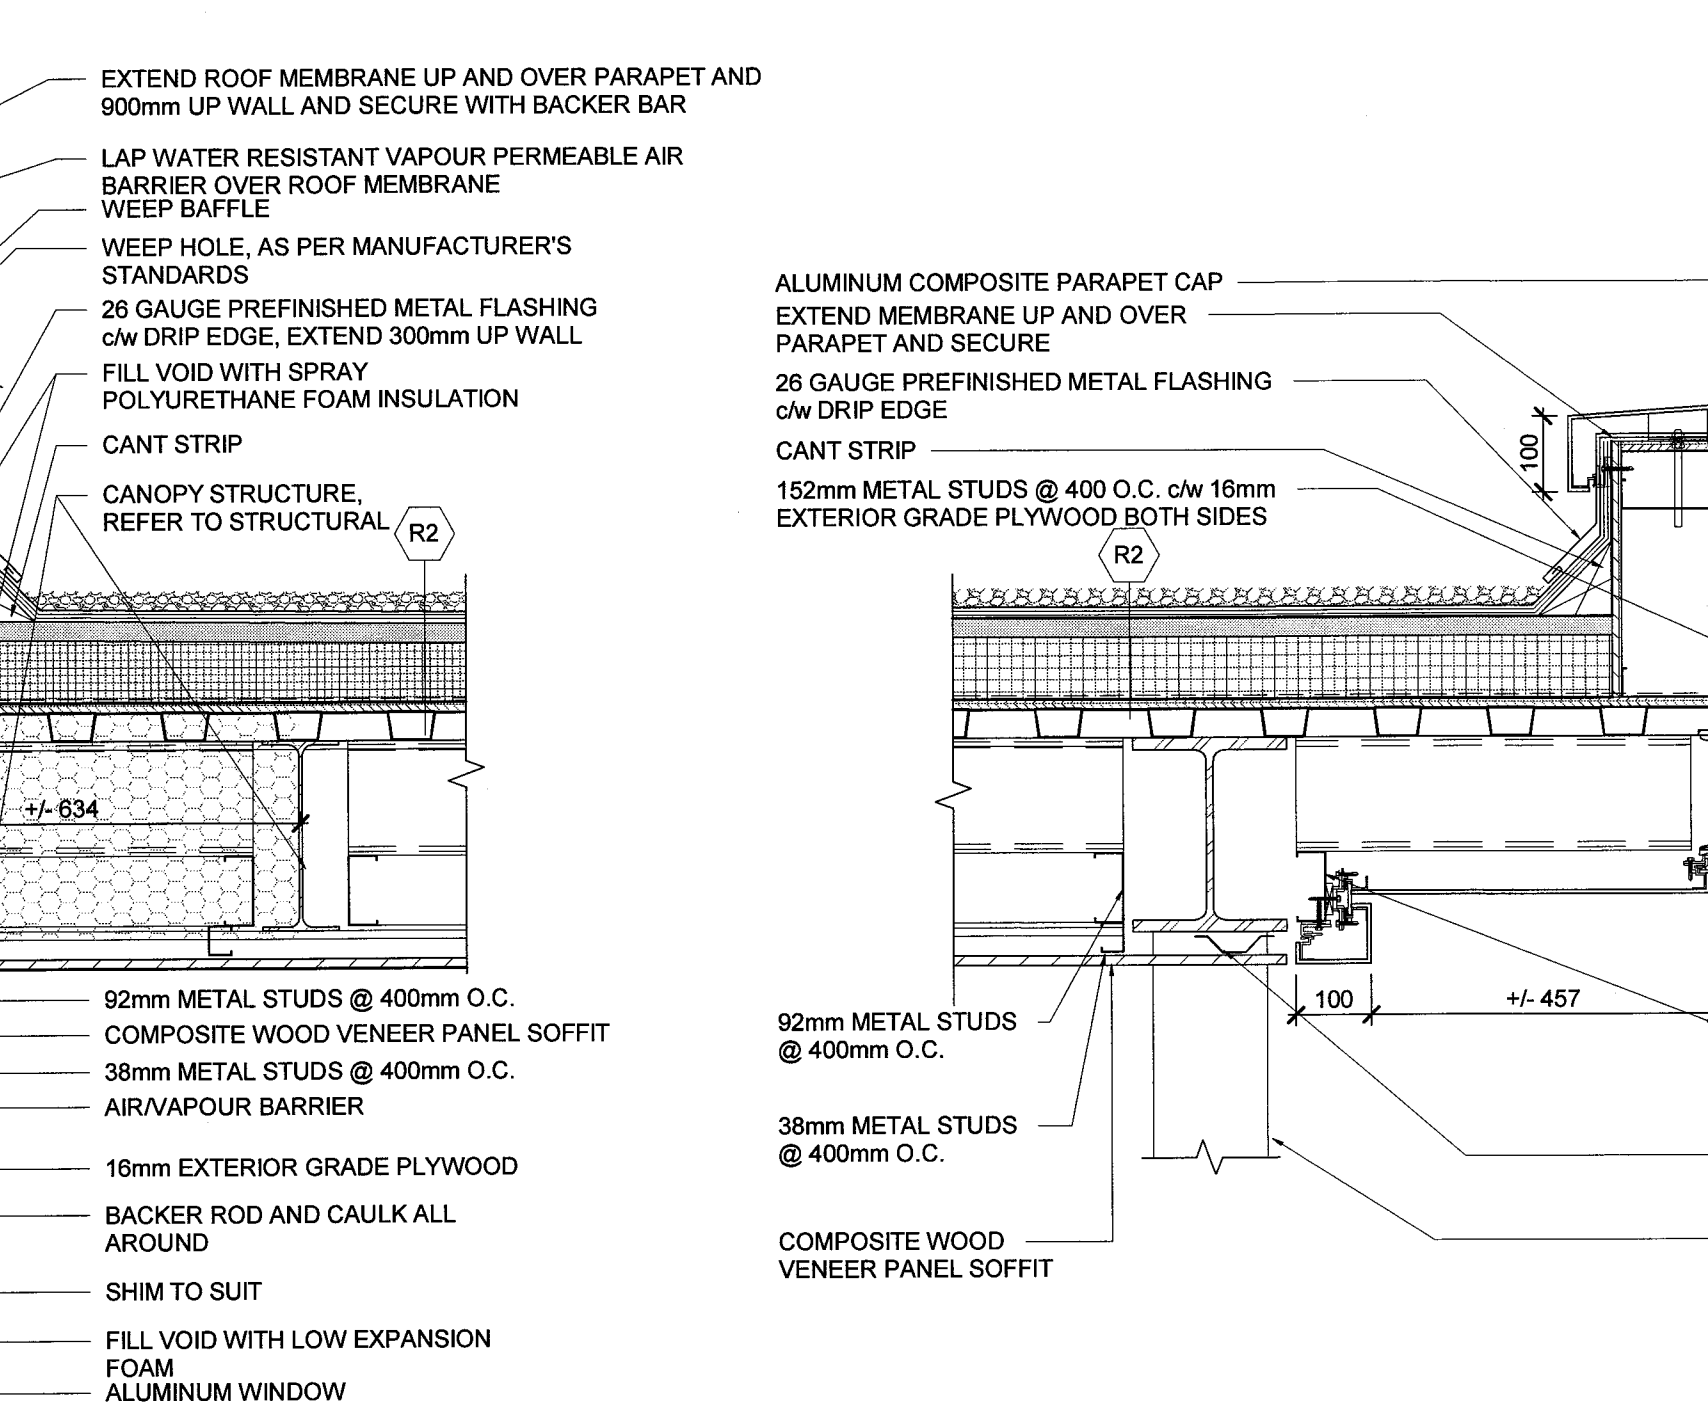 EXTEND ROOF MEMBRANE UP AND OVER PARAPET AND
900mm UP WALL AND SECURE WITH BACKER BAR
LAP WATER RESISTANT VAPOUR PERMEABLE AIR
BARRIER OVER ROOF MEMBRANE
WEEP BAFFLE
WEEP HOLE, AS PER MANUFACTURER'S
STANDARDS
26 GAUGE PREFINISHED METAL FLASHING
c/w DRIP EDGE, EXTEND 300mm UP WALL
FILL VOID WITH SPRAY
POLYURETHANE FOAM INSULATION
CANT STRIP
CANOPY STRUCTURE,
REFER TO STRUCTURAL
R2
+/- 634
92mm METAL STUDS @ 400mm O.C.
COMPOSITE WOOD VENEER PANEL SOFFIT
38mm METAL STUDS @ 400mm O.C.
AIR/VAPOUR BARRIER
16mm EXTERIOR GRADE PLYWOOD
BACKER ROD AND CAULK ALL
AROUND
SHIM TO SUIT
FILL VOID WITH LOW EXPANSION
FOAM
ALUMINUM WINDOW
ALUMINUM COMPOSITE PARAPET CAP
EXTEND MEMBRANE UP AND OVER
PARAPET AND SECURE
26 GAUGE PREFINISHED METAL FLASHING
c/w DRIP EDGE
CANT STRIP
152mm METAL STUDS @ 400 O.C. c/w 16mm
EXTERIOR GRADE PLYWOOD BOTH SIDES
R2
100
100
+/- 457
92mm METAL STUDS
@ 400mm O.C.
38mm METAL STUDS
@ 400mm O.C.
COMPOSITE WOOD
VENEER PANEL SOFFIT